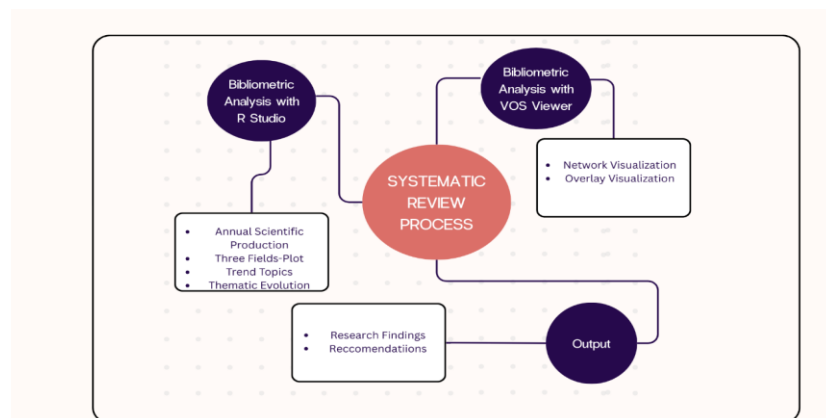 Bibliometric
Analysis with
R Studio
Bibliometric
Analysis with
VOS Viewer
• Network Visualization
• Overlay Visualization
SYSTEMATIC
REVIEW
PROCESS
• Annual Scientific
Production
• Three Fields-Plot
• Trend Topics
• Thematic Evolution
• Research Findings
• Reccomendatiions
Output